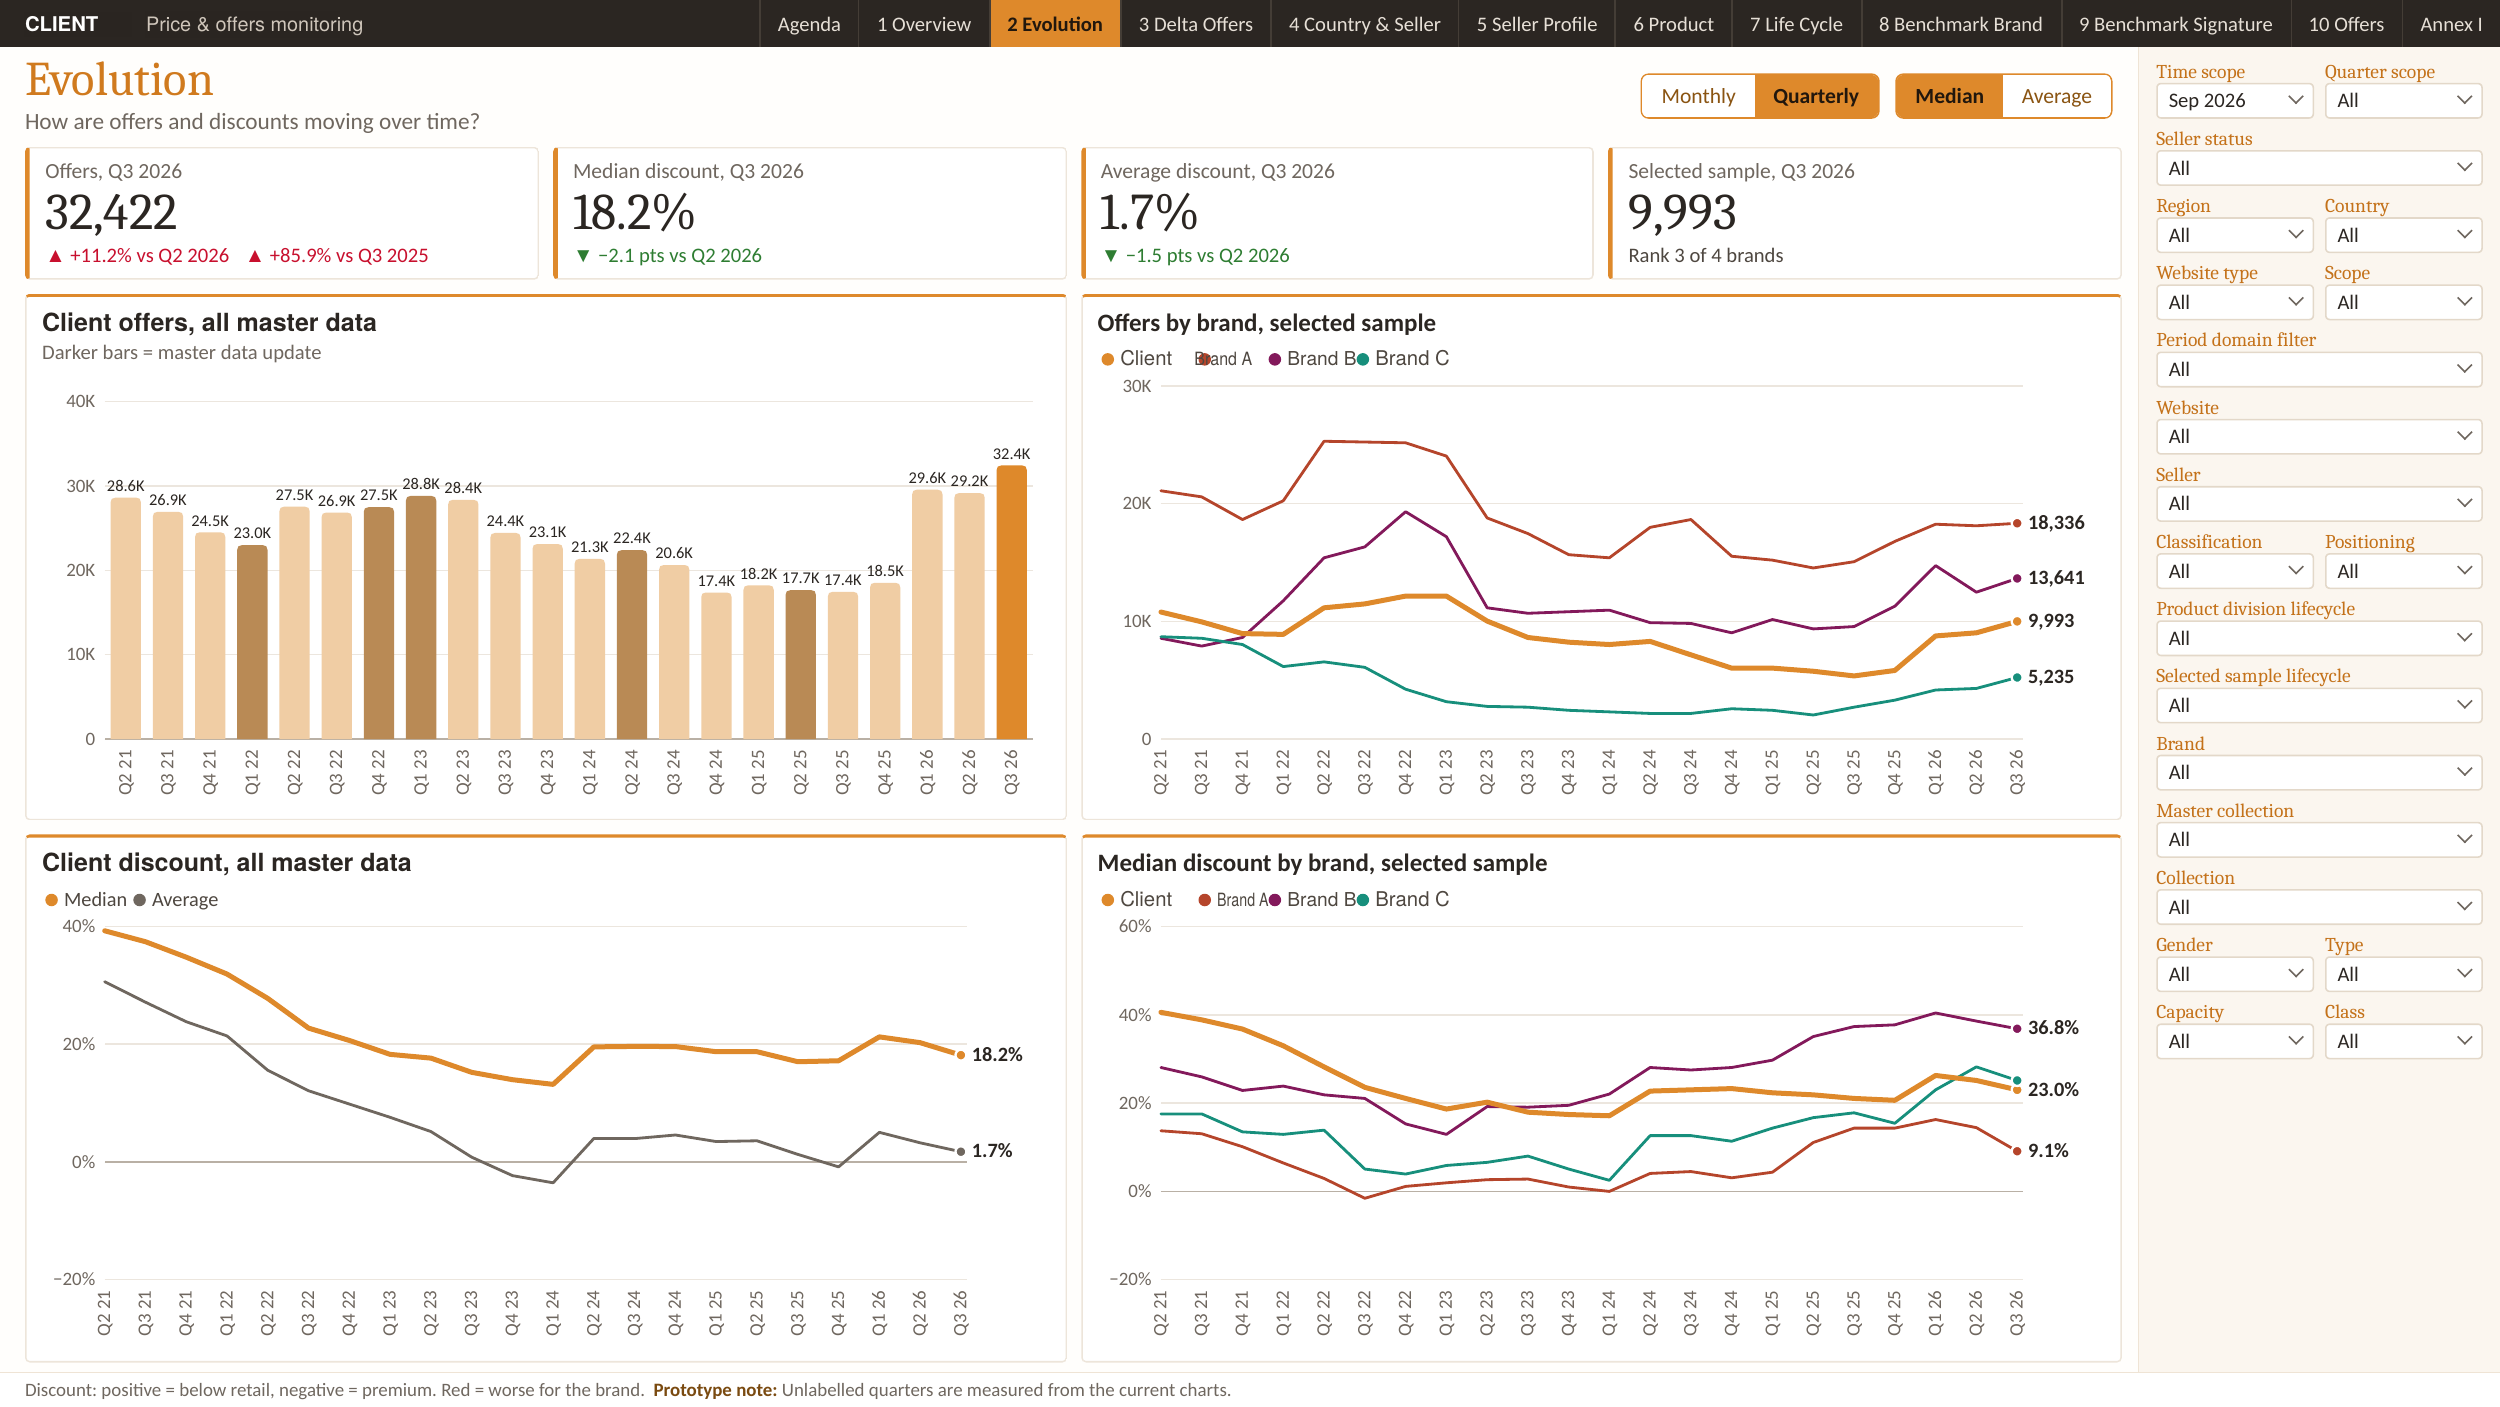 CLIENT Price & offers monitoring Agenda 1 Overview 2 Evolution 3 Delta Offers 4 Country & Seller 5 Seller Profile 6 Product 7 Life Cycle 8 Benchmark Brand 9 Benchmark Signature 10 Offers Annex I
Evolution
How are offers and discounts moving over time?
Monthly Quarterly Median Average
Offers, Q3 2026
32,422
▲ +11.2% vs Q2 2026 ▲ +85.9% vs Q3 2025
Median discount, Q3 2026
18.2%
▼ −2.1 pts vs Q2 2026
Average discount, Q3 2026
1.7%
▼ −1.5 pts vs Q2 2026
Selected sample, Q3 2026
9,993
Rank 3 of 4 brands
Client offers, all master data
Darker bars = master data update
40K
30K
20K
10K
0
28.6K 26.9K 24.5K 23.0K 27.5K 26.9K 27.5K 28.8K 28.4K 24.4K 23.1K 21.3K 22.4K 20.6K 17.4K 18.2K 17.7K 17.4K 18.5K 29.6K 29.2K 32.4K
Q2 21 Q3 21 Q4 21 Q1 22 Q2 22 Q3 22 Q4 22 Q1 23 Q2 23 Q3 23 Q4 23 Q1 24 Q2 24 Q3 24 Q4 24 Q1 25 Q2 25 Q3 25 Q4 25 Q1 26 Q2 26 Q3 26
Offers by brand, selected sample
Client Brand A Brand B Brand C
30K
20K
10K
0
18,336
13,641
9,993
5,235
Q2 21 Q3 21 Q4 21 Q1 22 Q2 22 Q3 22 Q4 22 Q1 23 Q2 23 Q3 23 Q4 23 Q1 24 Q2 24 Q3 24 Q4 24 Q1 25 Q2 25 Q3 25 Q4 25 Q1 26 Q2 26 Q3 26
Client discount, all master data
Median Average
40%
20%
0%
−20%
18.2%
1.7%
Q2 21 Q3 21 Q4 21 Q1 22 Q2 22 Q3 22 Q4 22 Q1 23 Q2 23 Q3 23 Q4 23 Q1 24 Q2 24 Q3 24 Q4 24 Q1 25 Q2 25 Q3 25 Q4 25 Q1 26 Q2 26 Q3 26
Median discount by brand, selected sample
Client Brand A Brand B Brand C
60%
40%
20%
0%
−20%
36.8%
23.0%
9.1%
Q2 21 Q3 21 Q4 21 Q1 22 Q2 22 Q3 22 Q4 22 Q1 23 Q2 23 Q3 23 Q4 23 Q1 24 Q2 24 Q3 24 Q4 24 Q1 25 Q2 25 Q3 25 Q4 25 Q1 26 Q2 26 Q3 26
Time scope Quarter scope
Sep 2026 All
Seller status
All
Region Country
All All
Website type Scope
All All
Period domain filter
All
Website
All
Seller
All
Classification Positioning
All All
Product division lifecycle
All
Selected sample lifecycle
All
Brand
All
Master collection
All
Collection
All
Gender Type
All All
Capacity Class
All All
Discount: positive = below retail, negative = premium. Red = worse for the brand. Prototype note: Unlabelled quarters are measured from the current charts.